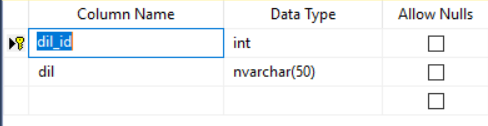 Column Name Data Type Allow Nulls
dil_id int
dil nvarchar(50)